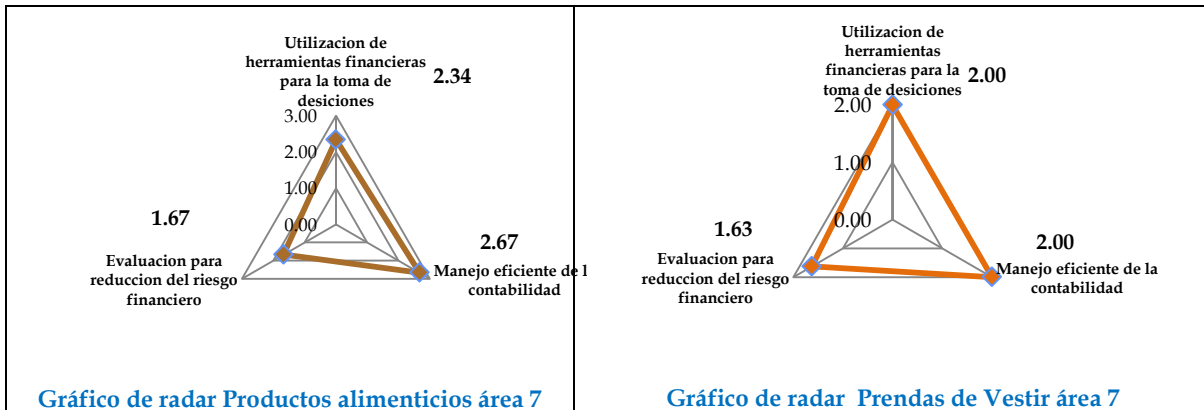 Utilizacion de
herramientas financieras
para la toma de
desiciones
2.34
3.00
2.00
1.00
0.00
1.67
Evaluacion para
reduccion del riesgo
financiero
2.67
Manejo eficiente de l
contabilidad
Gráfico de radar Productos alimenticios área 7
Utilizacion de
herramientas
financieras para la
toma de desiciones
2.00
2.00
1.00
0.00
1.63
Evaluacion para
reduccion del riesgo
financiero
2.00
Manejo eficiente de la
contabilidad
Gráfico de radar Prendas de Vestir área 7